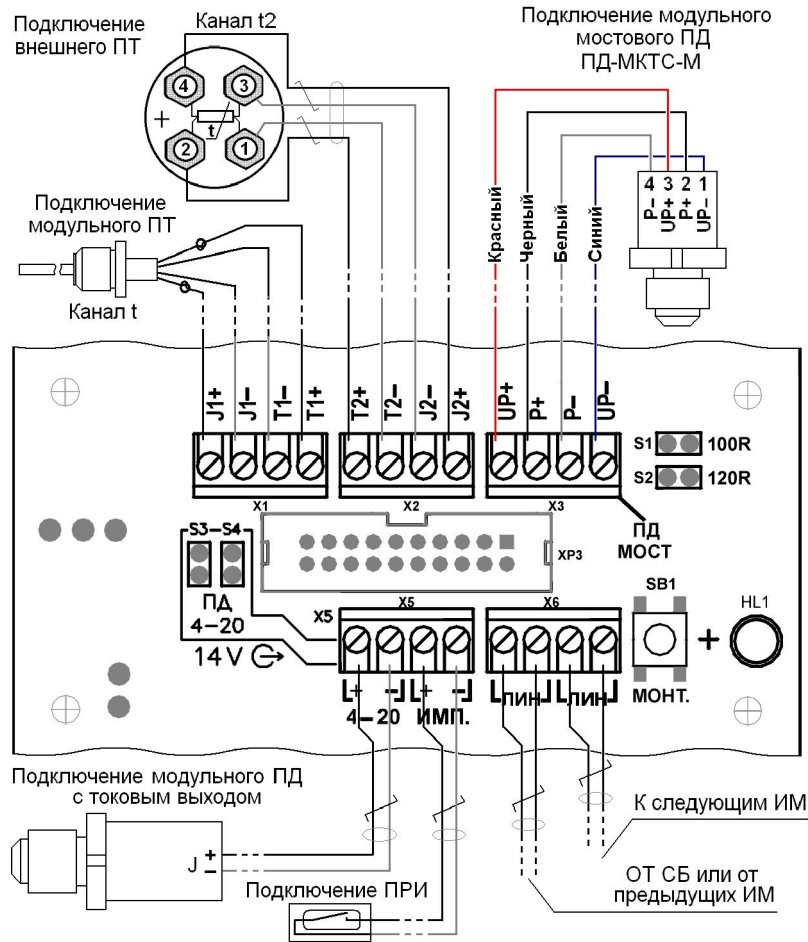 Подключение
внешнего ПТ
Канал t2
Подключение модульного
мостового ПД
ПД-МКТС-М
4
3
+
t
2
1
4 3 2 1
P-
UP+
P+
UP-
Подключение
модульного ПТ
Канал t
Красный
Черный
Белый
Синий
J1+
J1-
T1-
T1+
T2+
T2-
J2-
J2+
UP+
P+
P-
UP-
S1
100R
S2
120R
X1
X2
X3
ПД
МОСТ
S3
S4
XP3
ПД
4-20
14V
X5
X5
X6
SB1
HL1
+
МОНТ.
+ -
4-20
+ -
ИМП.
ЛИН
ЛИН
Подключение модульного ПД
с токовым выходом
J
+
-
Подключение ПРИ
К следующим ИМ
ОТ СБ или от
предыдущих ИМ